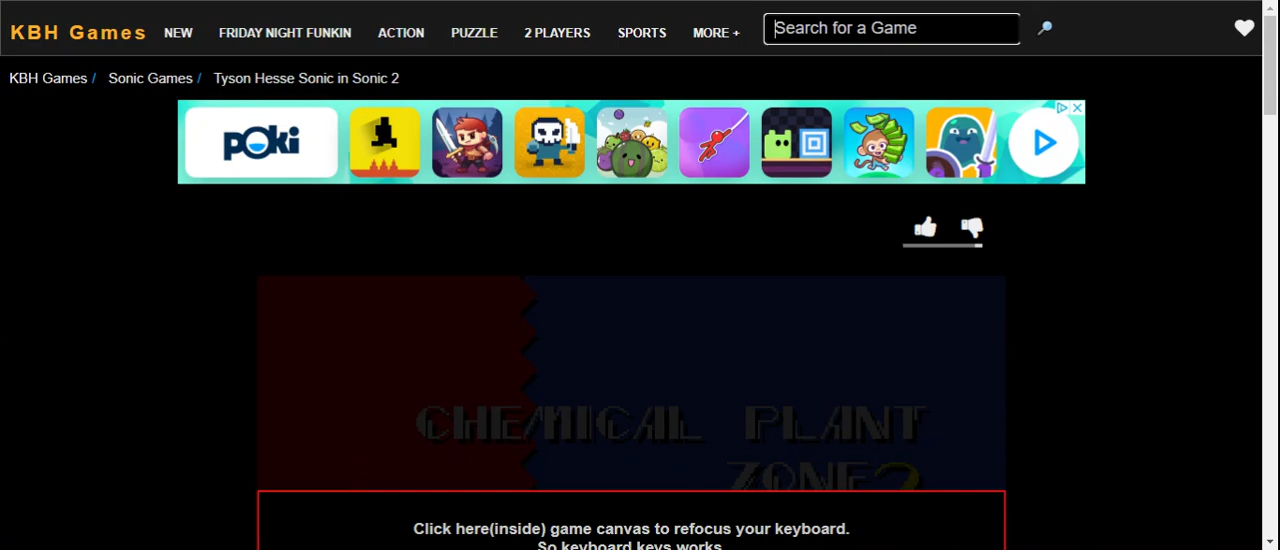 KBH Games NEW FRIDAY NIGHT FUNKIN ACTION PUZZLE 2 PLAYERS SPORTS MORE + Search for a Game
KBH Games / Sonic Games / Tyson Hesse Sonic in Sonic 2
poki
CHEMICAL PLANT
ZONE 2
Click here(inside) game canvas to refocus your keyboard.
So keyboard keys works